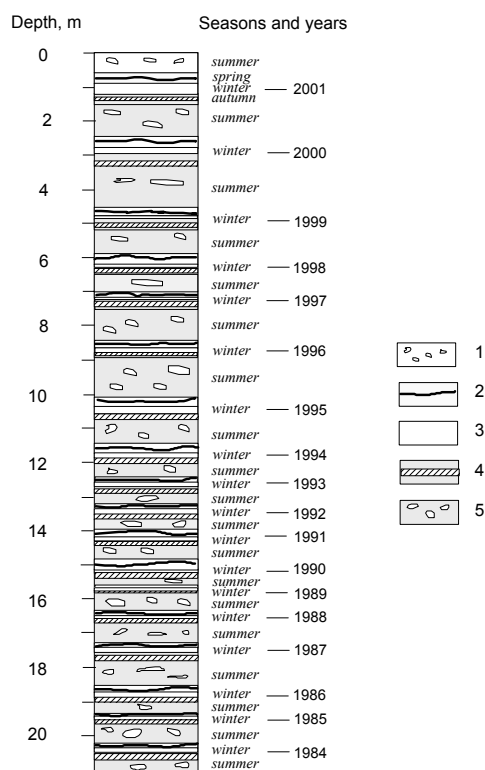 Depth, m Seasons and years
0
summer
spring
winter 2001
autumn
2 summer
winter 2000
4 summer
winter 1999
summer
6 winter 1998
summer
winter 1997
8 summer
winter 1996
summer 1
10 winter 1995 2
summer 3
winter 1994
12 summer 4
winter 1993
summer 5
winter 1992
14 summer
winter 1991
summer
winter 1990
summer
winter 1989
16 summer
winter 1988
summer
winter 1987
18 summer
winter 1986
summer
winter 1985
20 summer
winter 1984
summer